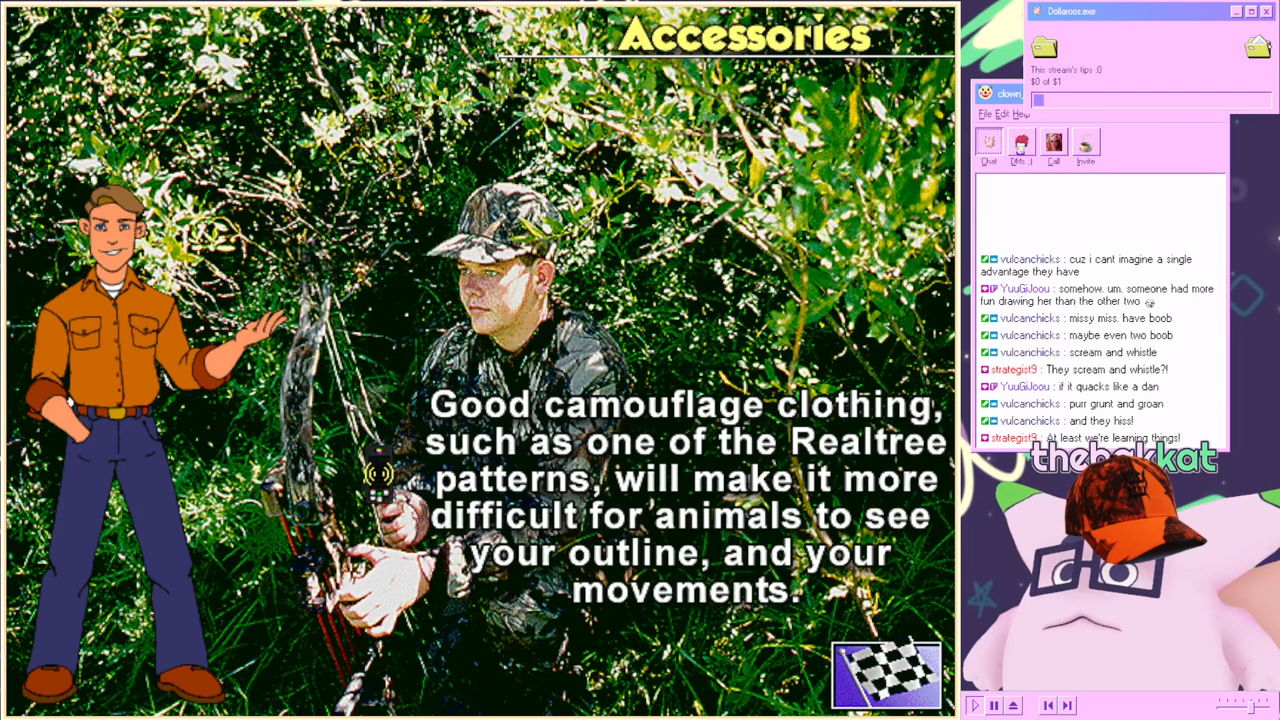 Accessories
Good camouflage clothing,
such as one of the Realtree
patterns, will make it more
difficult for animals to see
your outline, and your
movements.
Dollaroos.exe
This stream's tips :0
$0 of $1
clown_
File Edit Help
Chat
DMs :)
Call
Invite
vulcanchicks : cuz i cant imagine a single
advantage they have
YuuGiJoou : somehow. um. someone had more
fun drawing her than the other two
vulcanchicks : missy miss. have boob
vulcanchicks : maybe even two boob
vulcanchicks : scream and whistle
strategist9 : They scream and whistle?!
YuuGiJoou : if it quacks like a dan
vulcanchicks : purr grunt and groan
vulcanchicks : and they hiss!
strategist9 : At least we're learning things!
thebakkat